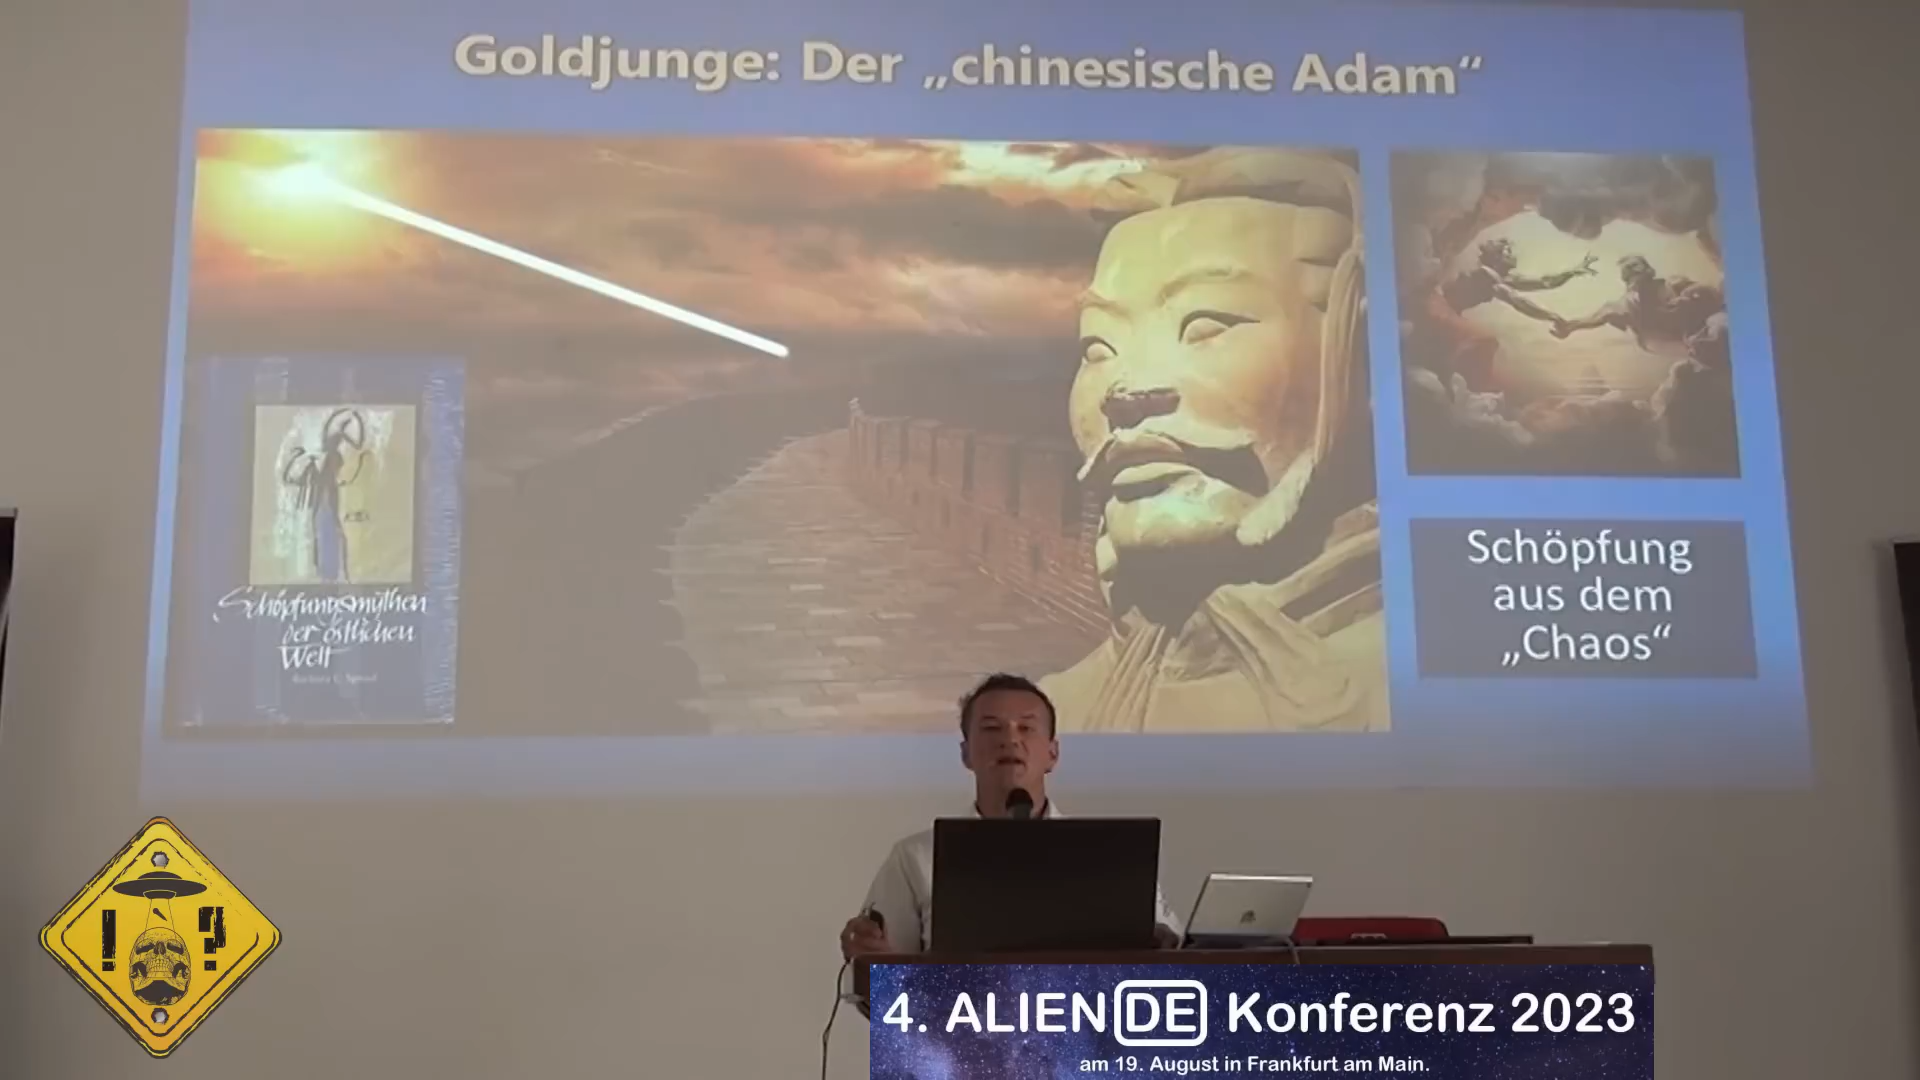 Goldjunge: Der „chinesische Adam“
Schöpfungsmythen
der östlichen
Welt
Schöpfung
aus dem
„Chaos“
! ?
4. ALIEN DE Konferenz 2023
am 19. August in Frankfurt am Main.